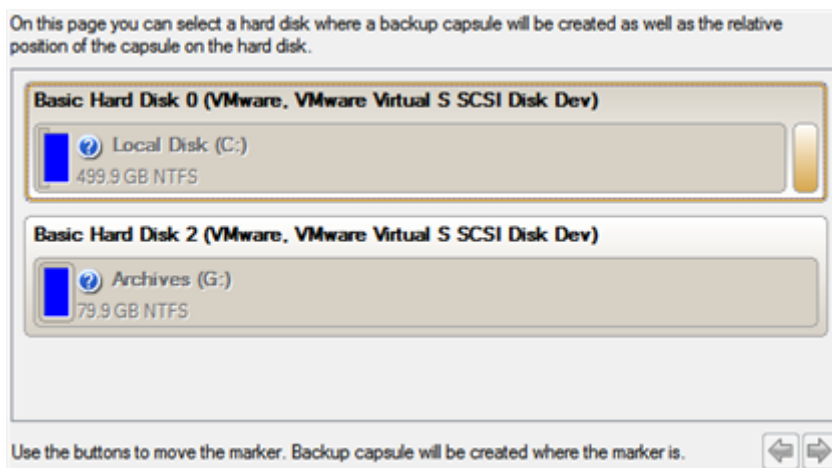 On this page you can select a hard disk where a backup capsule will be created as well as the relative
position of the capsule on the hard disk.
Basic Hard Disk 0 (VMware, VMware Virtual S SCSI Disk Dev)
? Local Disk (C:)
499.9 GB NTFS
Basic Hard Disk 2 (VMware, VMware Virtual S SCSI Disk Dev)
? Archives (G:)
79.9 GB NTFS
Use the buttons to move the marker. Backup capsule will be created where the marker is.